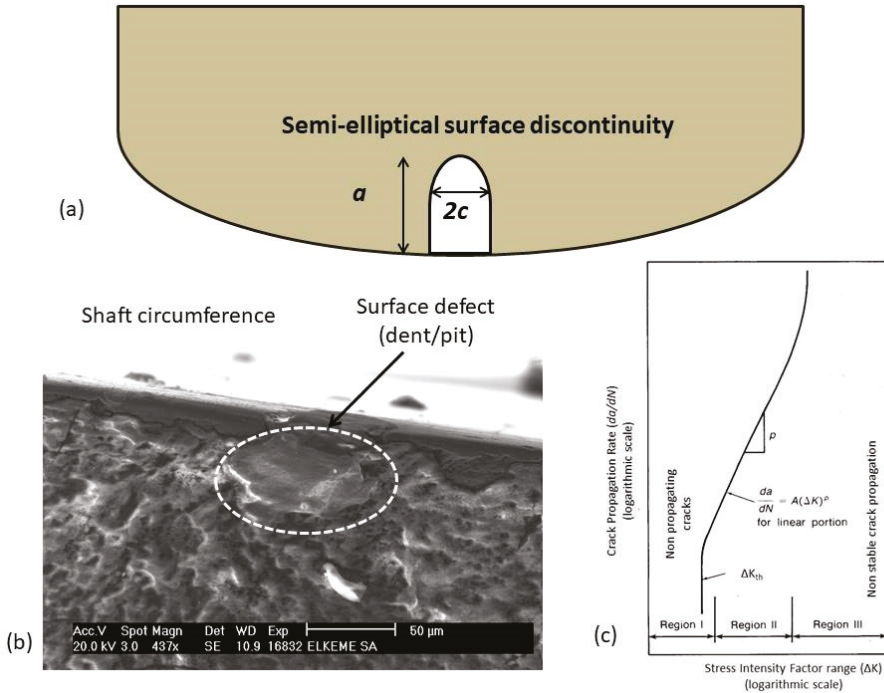 Semi-elliptical surface discontinuity
a
2c
(a)
Shaft circumference
Surface defect
(dent/pit)
Acc.V Spot Magn Det WD Exp
20.0 kV 3.0 437x SE 10.9 16832 ELKEME SA
50 µm
(b)
Crack Propagation Rate (da/dN)
(logarithmic scale)
Non propagating
cracks
p
da
dN = A(ΔK)ᵖ
for linear portion
ΔKth
Non stable crack propagation
Region I
Region II
Region III
(c)
Stress Intensity Factor range (ΔK)
(logarithmic scale)